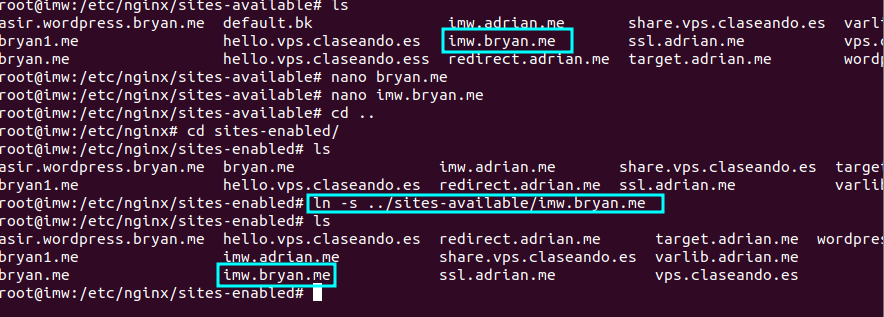 root@imw:/etc/nginx/sites-available# ls
asir.wordpress.bryan.me default.bk imw.adrian.me share.vps.claseando.es varli
bryan1.me hello.vps.claseando.es imw.bryan.me ssl.adrian.me vps.c
bryan.me hello.vps.claseando.ess redirect.adrian.me target.adrian.me wordp
root@imw:/etc/nginx/sites-available# nano bryan.me
root@imw:/etc/nginx/sites-available# nano imw.bryan.me
root@imw:/etc/nginx/sites-available# cd ..
root@imw:/etc/nginx# cd sites-enabled/
root@imw:/etc/nginx/sites-enabled# ls
asir.wordpress.bryan.me bryan.me imw.adrian.me share.vps.claseando.es target
bryan1.me hello.vps.claseando.es redirect.adrian.me ssl.adrian.me varlib
root@imw:/etc/nginx/sites-enabled# ln -s ../sites-available/imw.bryan.me
root@imw:/etc/nginx/sites-enabled# ls
asir.wordpress.bryan.me hello.vps.claseando.es redirect.adrian.me target.adrian.me wordpres
bryan1.me imw.adrian.me share.vps.claseando.es varlib.adrian.me
bryan.me imw.bryan.me ssl.adrian.me vps.claseando.es
root@imw:/etc/nginx/sites-enabled#